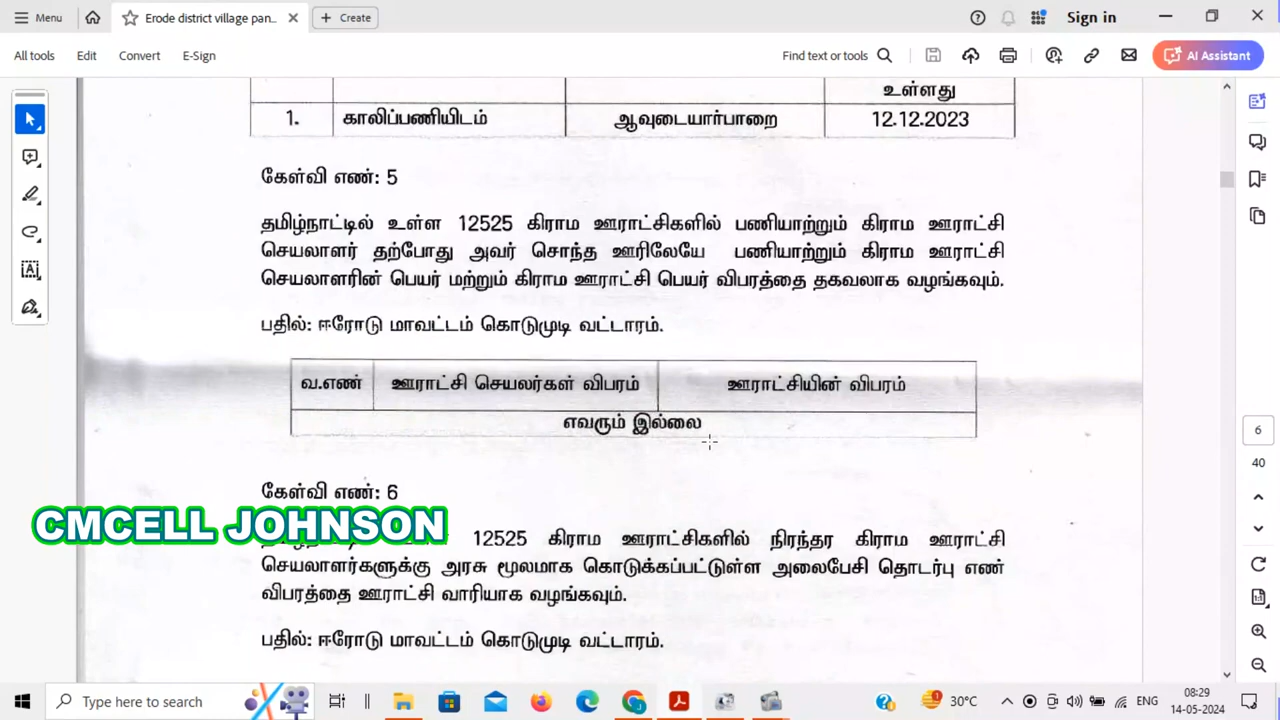 Menu
Erode district village pan...
Create
Sign in
All tools
Edit
Convert
E-Sign
Find text or tools
AI Assistant
உள்ளது
1. காலிப்பணியிடம் ஆவுடையார்பாறை 12.12.2023
கேள்வி எண்: 5
தமிழ்நாட்டில் உள்ள 12525 கிராம ஊராட்சிகளில் பணியாற்றும் கிராம ஊராட்சி
செயலாளர் தற்போது அவர் சொந்த ஊரிலேயே பணியாற்றும் கிராம ஊராட்சி
செயலாளரின் பெயர் மற்றும் கிராம ஊராட்சி பெயர் விபரத்தை தகவலாக வழங்கவும்.
பதில்: ஈரோடு மாவட்டம் கொடுமுடி வட்டாரம்.
வ.எண் ஊராட்சி செயலர்கள் விபரம் ஊராட்சியின் விபரம்
எவரும் இல்லை
6
40
கேள்வி எண்: 6
CMCELL JOHNSON
12525 கிராம ஊராட்சிகளில் நிரந்தர கிராம ஊராட்சி
செயலாளர்களுக்கு அரசு மூலமாக கொடுக்கப்பட்டுள்ள அலைபேசி தொடர்பு எண்
விபரத்தை ஊராட்சி வாரியாக வழங்கவும்.
பதில்: ஈரோடு மாவட்டம் கொடுமுடி வட்டாரம்.
Type here to search
30°C
ENG
08:29
14-05-2024